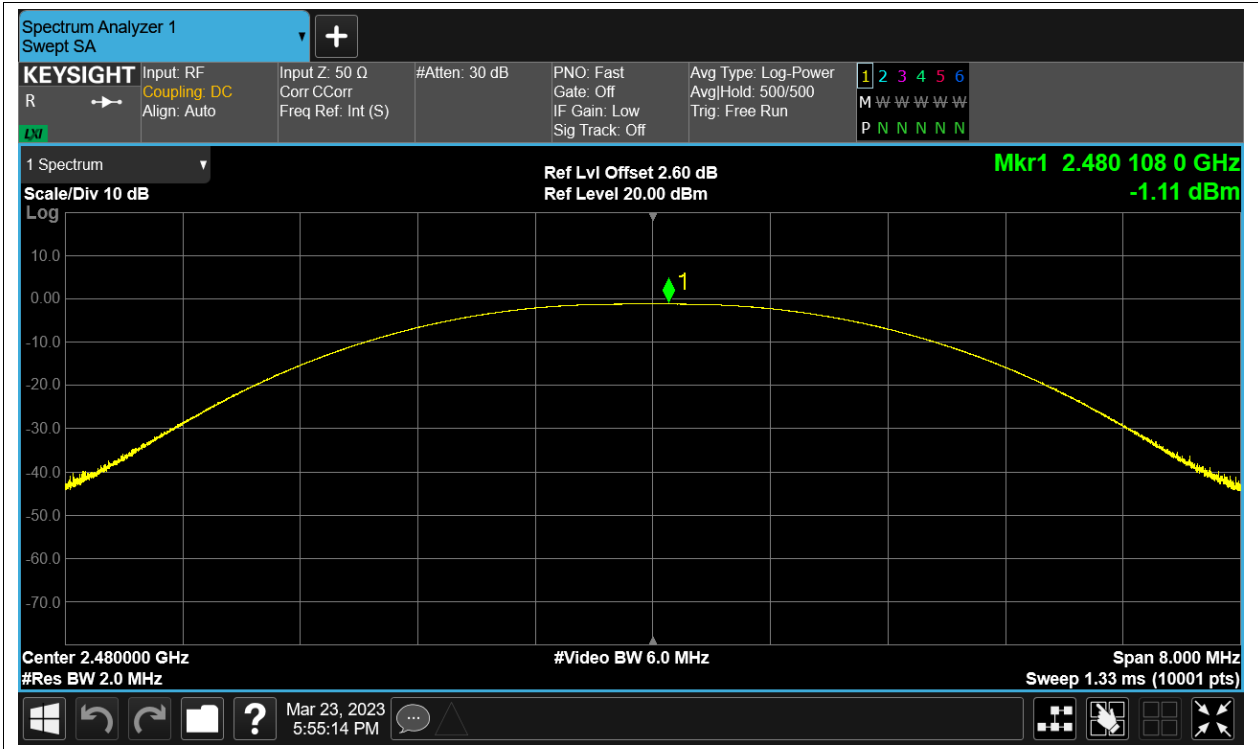 Spectrum Analyzer 1
Swept SA
KEYSIGHT
R
LXI
Input: RF
Coupling: DC
Align: Auto
Input Z: 50 Ω
Corr CCorr
Freq Ref: Int (S)
#Atten: 30 dB
PNO: Fast
Gate: Off
IF Gain: Low
Sig Track: Off
Avg Type: Log-Power
Avg|Hold: 500/500
Trig: Free Run
1 2 3 4 5 6
M W W W W W
P N N N N N
1 Spectrum
Scale/Div 10 dB
Ref Lvl Offset 2.60 dB
Ref Level 20.00 dBm
Mkr1 2.480 108 0 GHz
-1.11 dBm
Log
10.0
0.00
-10.0
-20.0
-30.0
-40.0
-50.0
-60.0
-70.0
1
Center 2.480000 GHz
#Res BW 2.0 MHz
#Video BW 6.0 MHz
Span 8.000 MHz
Sweep 1.33 ms (10001 pts)
?
Mar 23, 2023
5:55:14 PM